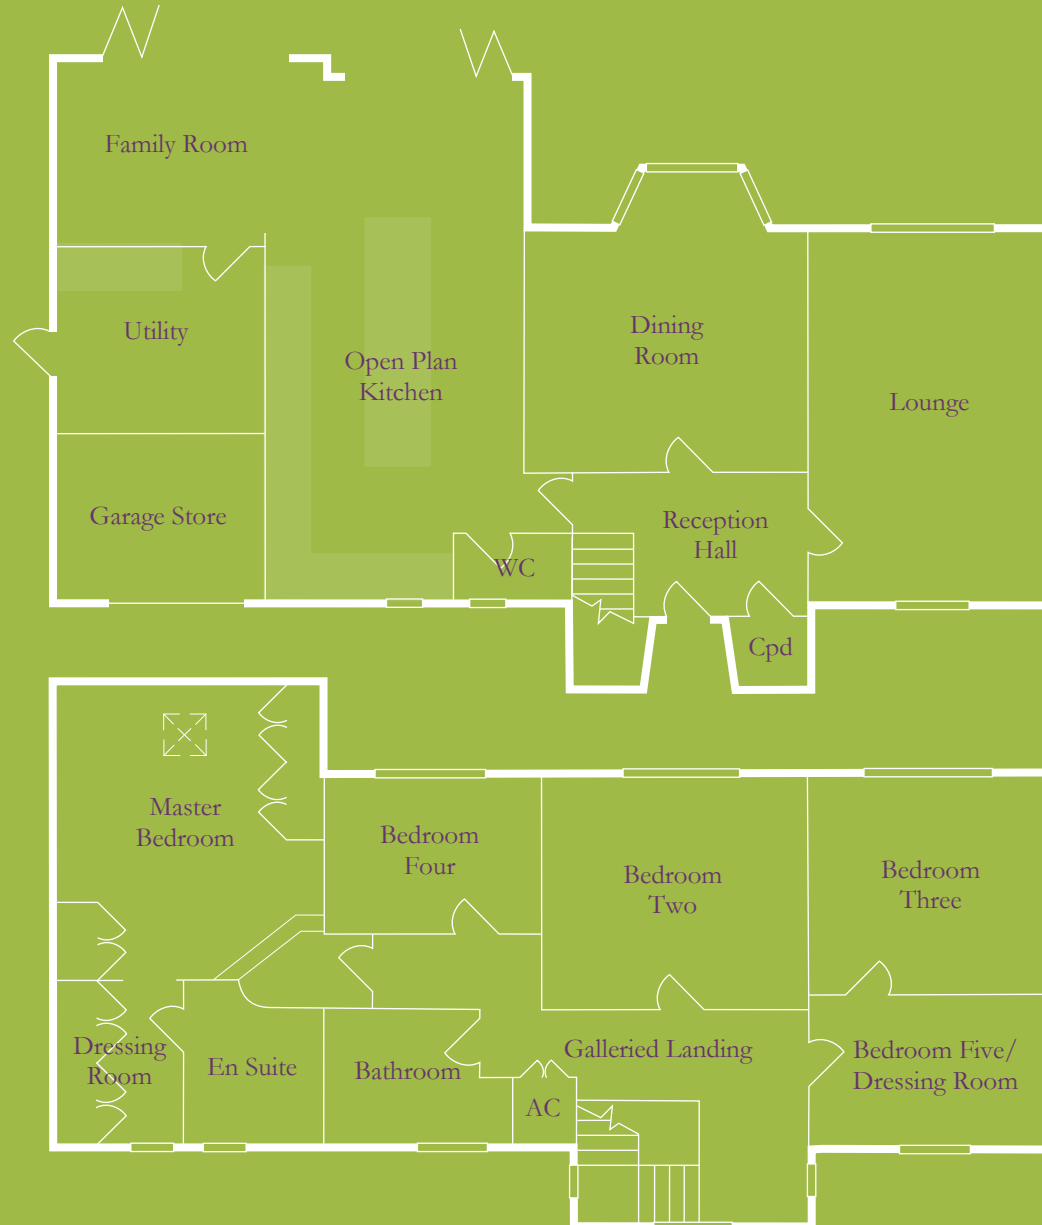 Family Room
Utility
Open Plan
Kitchen
Dining
Room
Lounge
Garage Store
WC
Reception
Hall
Cpd
Master
Bedroom
Bedroom
Four
Bedroom
Two
Bedroom
Three
Dressing
Room
En Suite
Bathroom
AC
Galleried Landing
Bedroom Five/
Dressing Room